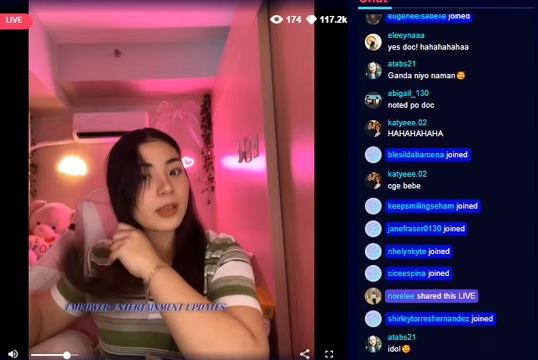 LIVE
174
117.2k
EMPOWER ENTERTAINMENT UPDATES
Chat
eugeneelsabete joined
eleeynaaa
yes doc! hahahahahaa
atabs21
Ganda niyo naman🥰
abigail_130
noted po doc
katyeee.02
HAHAHAHAHA
blesildabarcena joined
katyeee.02
cge bebe
keepsmilingseham joined
janefraser0130 joined
nhelynkyte joined
ciceespina joined
norelee shared this LIVE
shirleytorreshernandez joined
atabs21
idol🥰